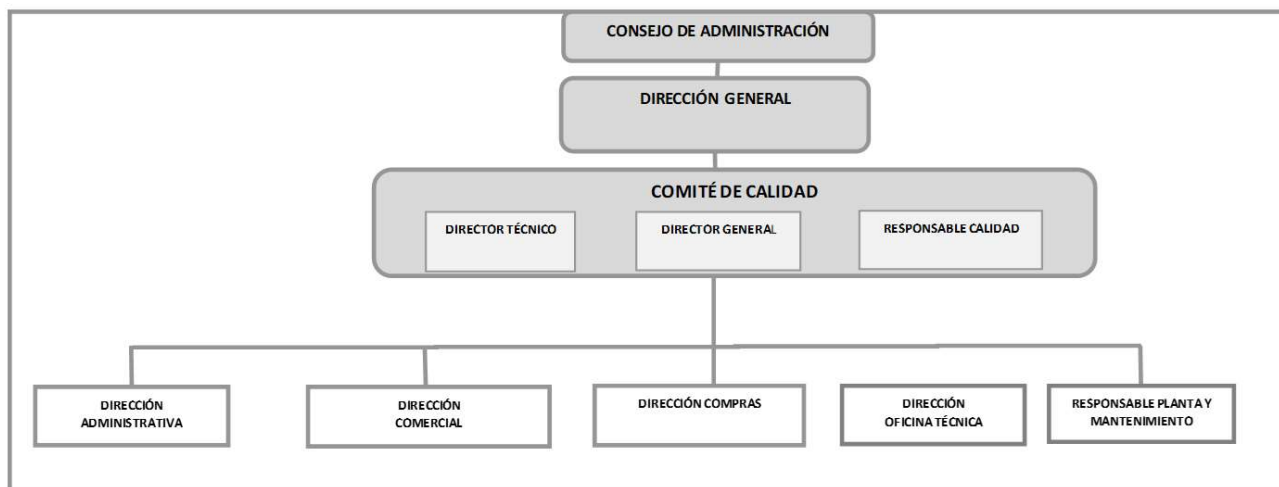 CONSEJO DE ADMINISTRACIÓN
DIRECCIÓN GENERAL
COMITÉ DE CALIDAD
DIRECTOR TÉCNICO
DIRECTOR GENERAL
RESPONSABLE CALIDAD
DIRECCIÓN
ADMINISTRATIVA
DIRECCIÓN
COMERCIAL
DIRECCIÓN COMPRAS
DIRECCIÓN
OFICINA TÉCNICA
RESPONSABLE PLANTA Y
MANTENIMIENTO